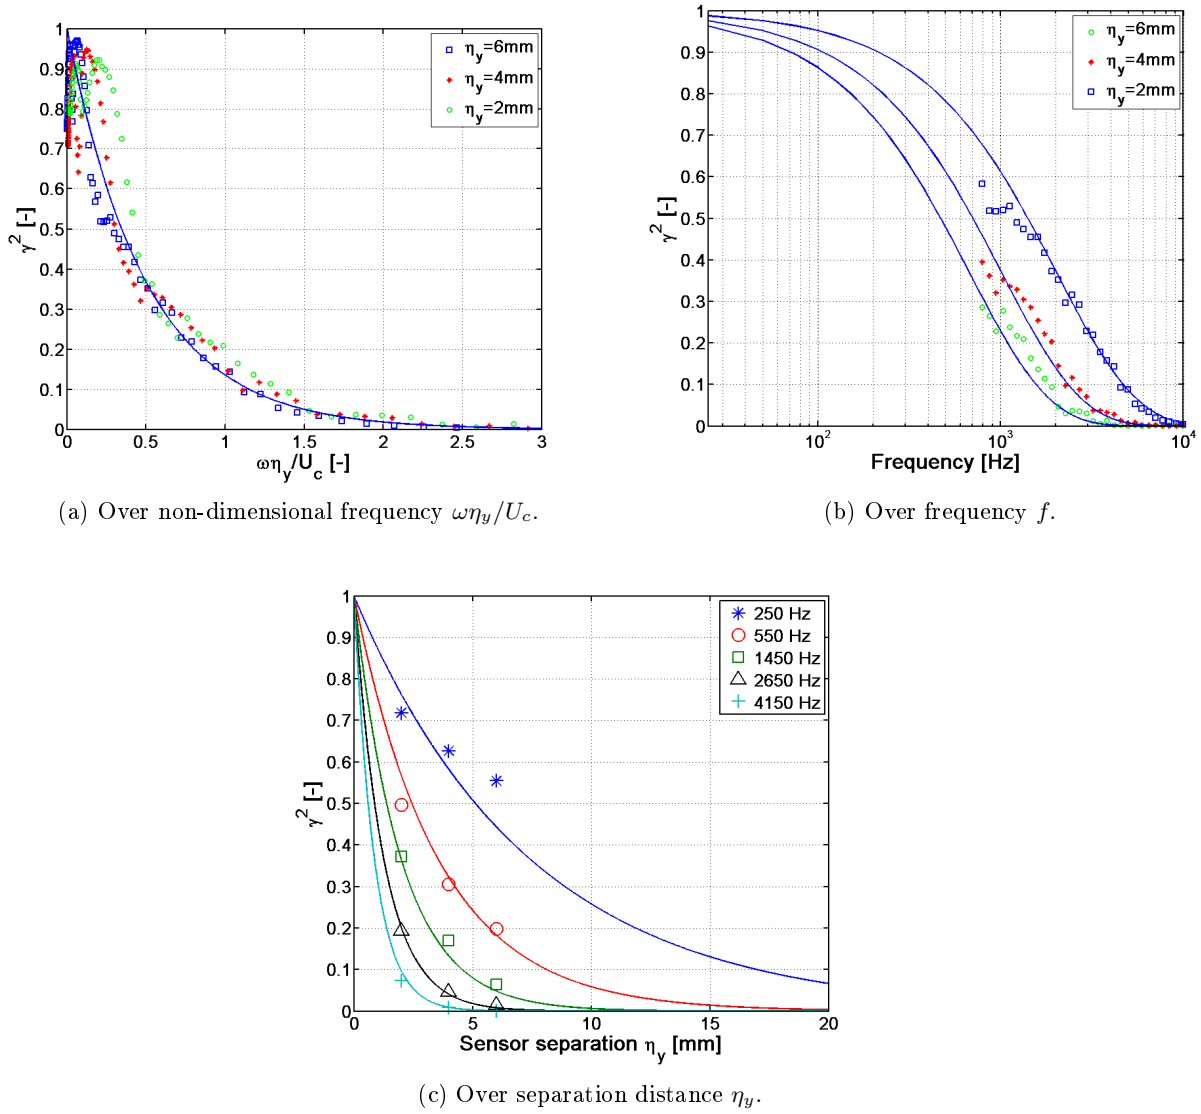 1
0.9
0.8
0.7
0.6
0.5
0.4
0.3
0.2
0.1
0
γ² [-]
0 0.5 1 1.5 2 2.5 3
ωη_y/U_c [-]
η_y=6mm
η_y=4mm
η_y=2mm
(a) Over non-dimensional frequency ωη_y/U_c.
1
0.9
0.8
0.7
0.6
0.5
0.4
0.3
0.2
0.1
0
γ² [-]
10² 10³ 10⁴
Frequency [Hz]
η_y=6mm
η_y=4mm
η_y=2mm
(b) Over frequency f.
1
0.9
0.8
0.7
0.6
0.5
0.4
0.3
0.2
0.1
0
γ² [-]
0 5 10 15 20
Sensor separation η_y [mm]
250 Hz
550 Hz
1450 Hz
2650 Hz
4150 Hz
(c) Over separation distance η_y.